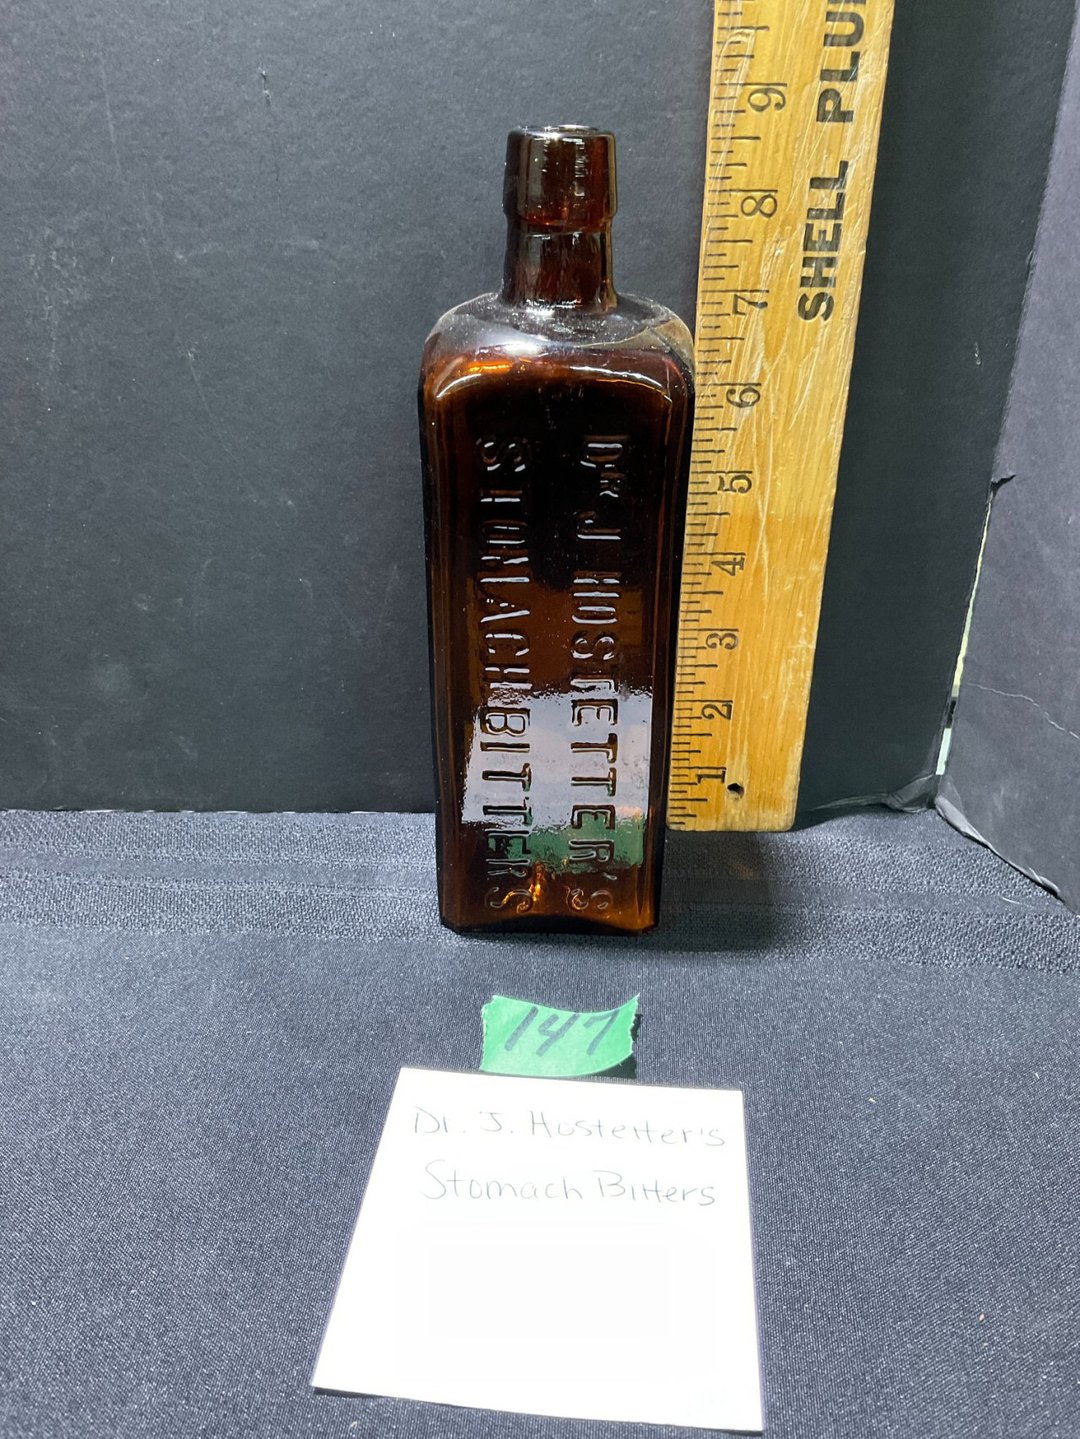 DR J HOSTETTER'S
STOMACH BITTERS
SHELL
9
8
7
6
5
4
3
2
1
147
Dr. J. Hostetter's
Stomach Bitters